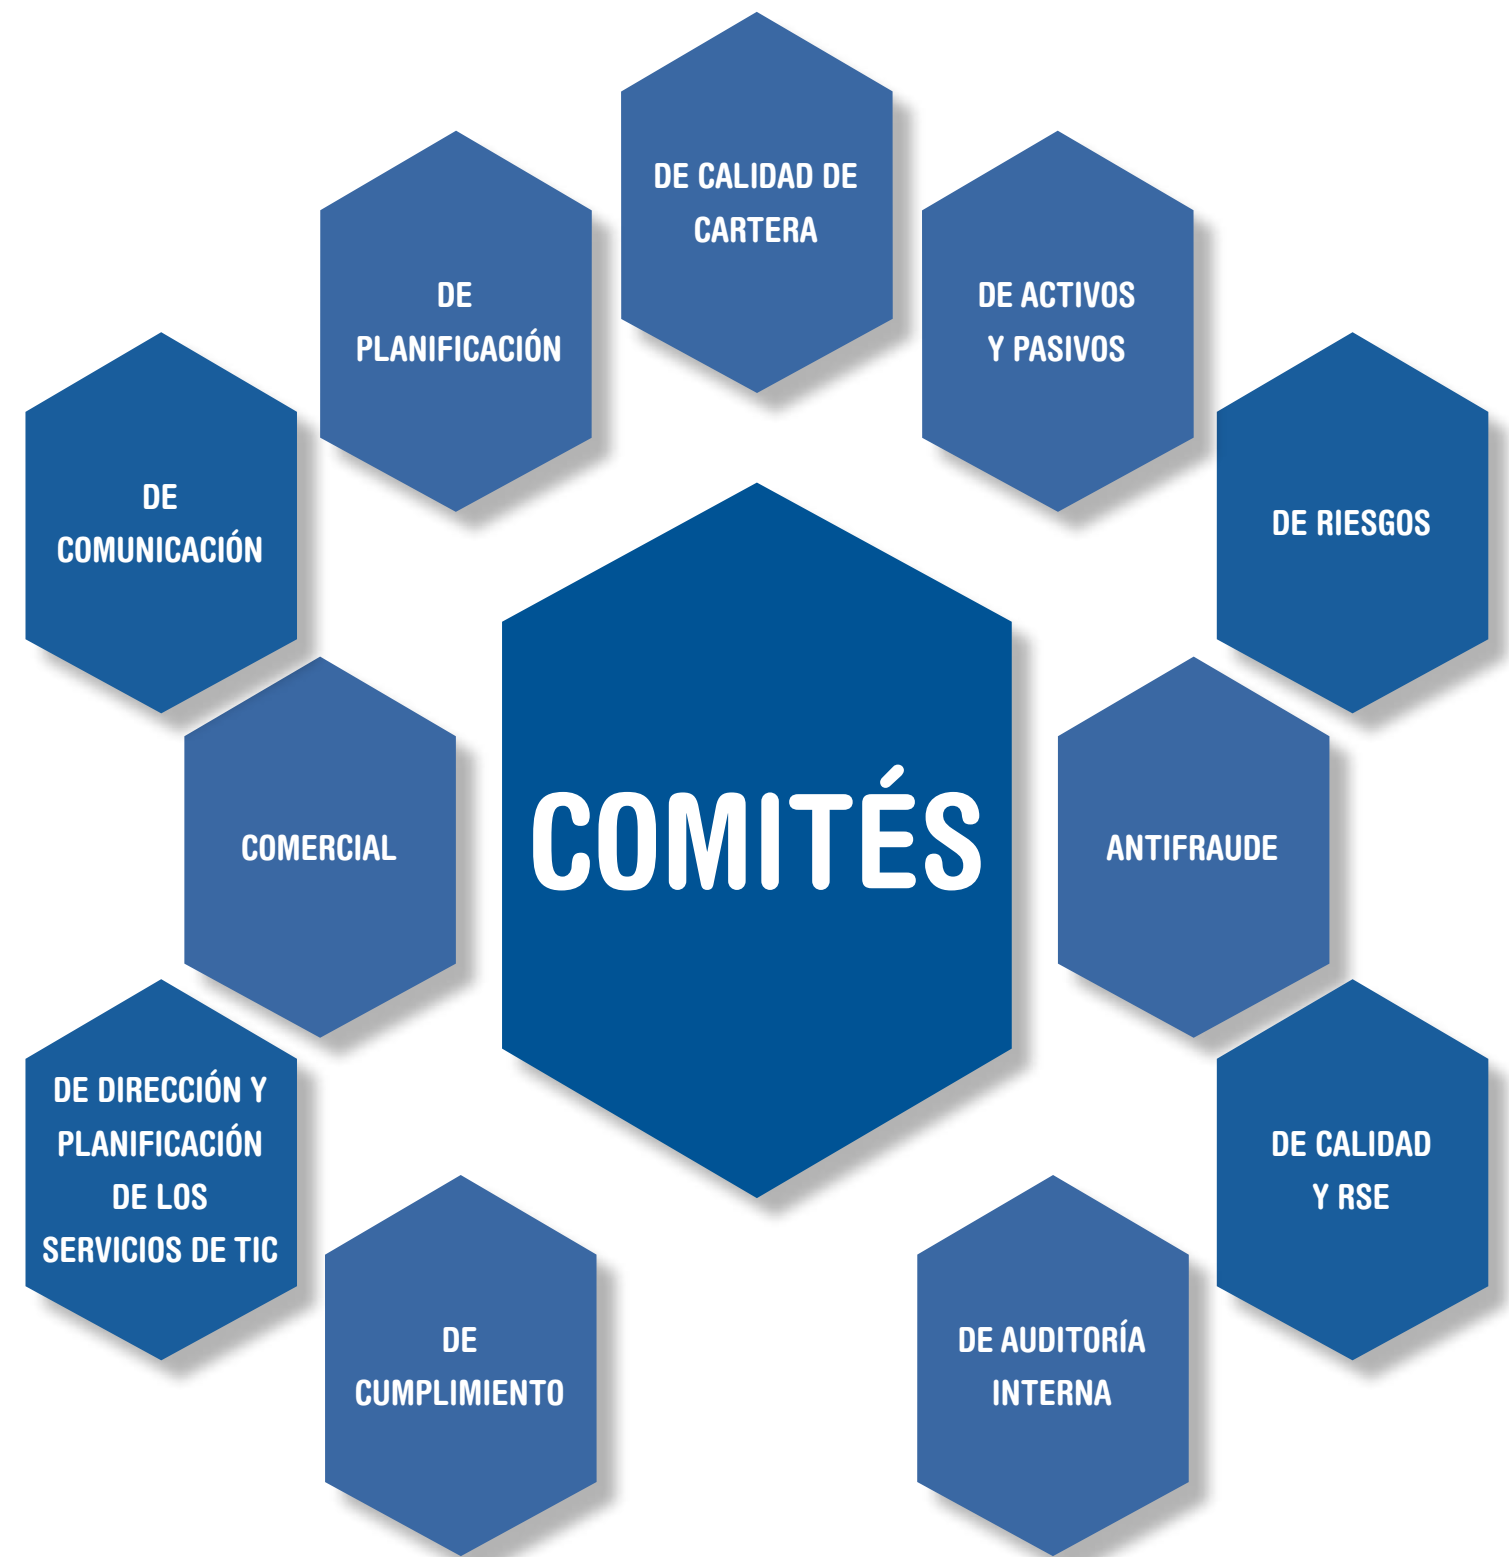 DE CALIDAD DE
CARTERA
DE
PLANIFICACIÓN
DE ACTIVOS
Y PASIVOS
DE
COMUNICACIÓN
DE RIESGOS
COMERCIAL
COMITÉS
ANTIFRAUDE
DE DIRECCIÓN Y
PLANIFICACIÓN
DE LOS
SERVICIOS DE TIC
DE CALIDAD
Y RSE
DE
CUMPLIMIENTO
DE AUDITORÍA
INTERNA